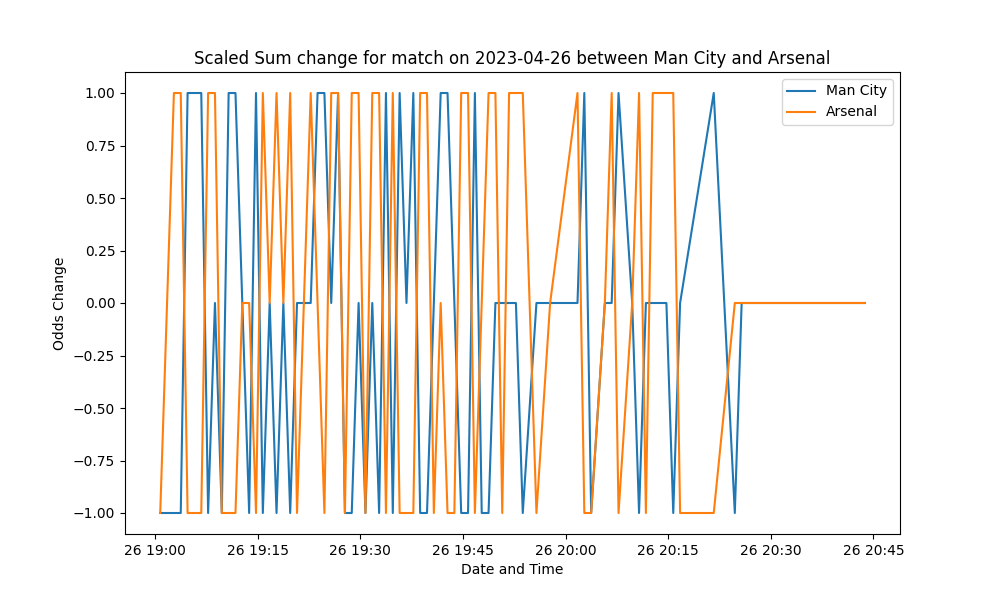 Scaled Sum change for match on 2023-04-26 between Man City and Arsenal
Man City
Arsenal
1.00
0.75
0.50
0.25
0.00
−0.25
−0.50
−0.75
−1.00
Odds Change
26 19:00 26 19:15 26 19:30 26 19:45 26 20:00 26 20:15 26 20:30 26 20:45
Date and Time